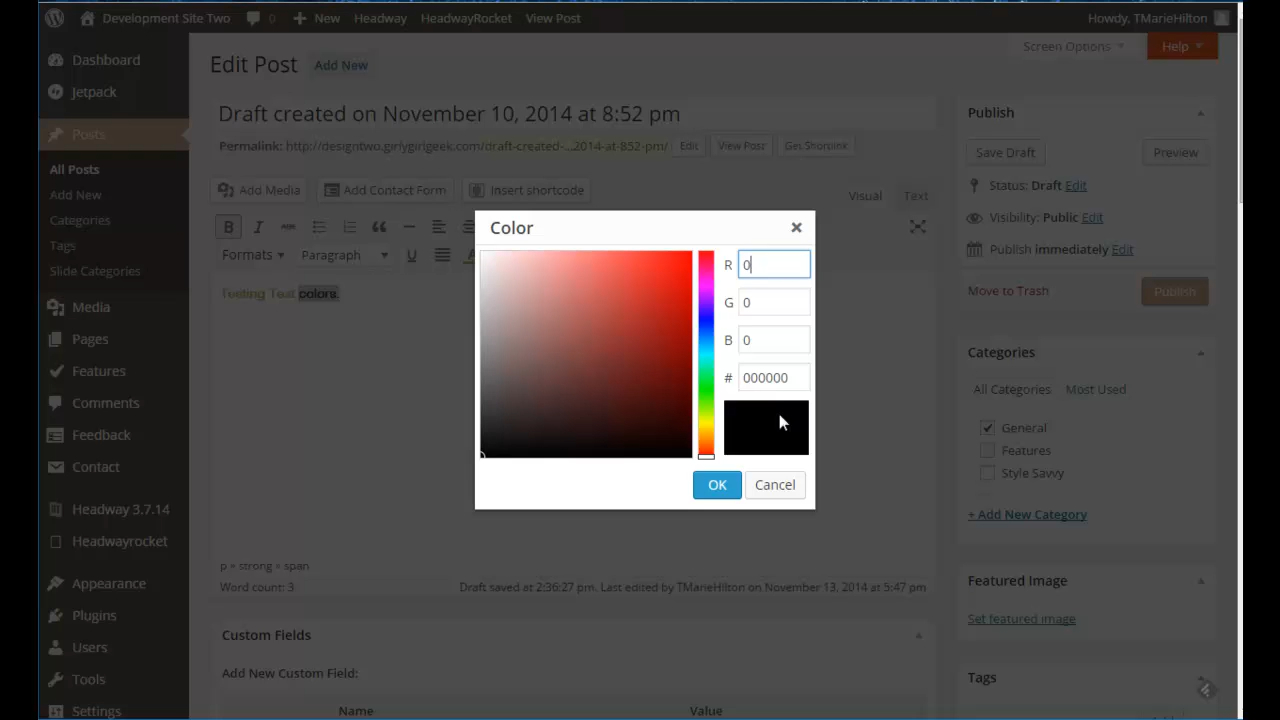 Development Site Two 0 New Headway HeadwayRocket View Post Howdy, TMarieHilton
Dashboard
Jetpack
Posts
All Posts
Add New
Categories
Tags
Slide Categories
Media
Pages
Features
Comments
Feedback
Contact
Headway 3.7.14
Headwayrocket
Appearance
Plugins
Users
Tools
Settings
Screen Options Help
Edit Post Add New
Draft created on November 10, 2014 at 8:52 pm
Permalink: http://designtwo.girlygirlgeek.com/draft-created-...2014-at-852-pm/ Edit View Post Get Shortlink
Add Media Add Contact Form Insert shortcode Visual Text
B I ABC
Formats Paragraph U A
Testing Text colors.
Color
R 0
G 0
B 0
# 000000
OK Cancel
p » strong » span
Word count: 3 Draft saved at 2:36:27 pm. Last edited by TMarieHilton on November 13, 2014 at 5:47 pm
Custom Fields
Add New Custom Field:
Name Value
Publish
Save Draft Preview
Status: Draft Edit
Visibility: Public Edit
Publish immediately Edit
Move to Trash Publish
Categories
All Categories Most Used
General
Features
Style Savvy
+ Add New Category
Featured Image
Set featured image
Tags